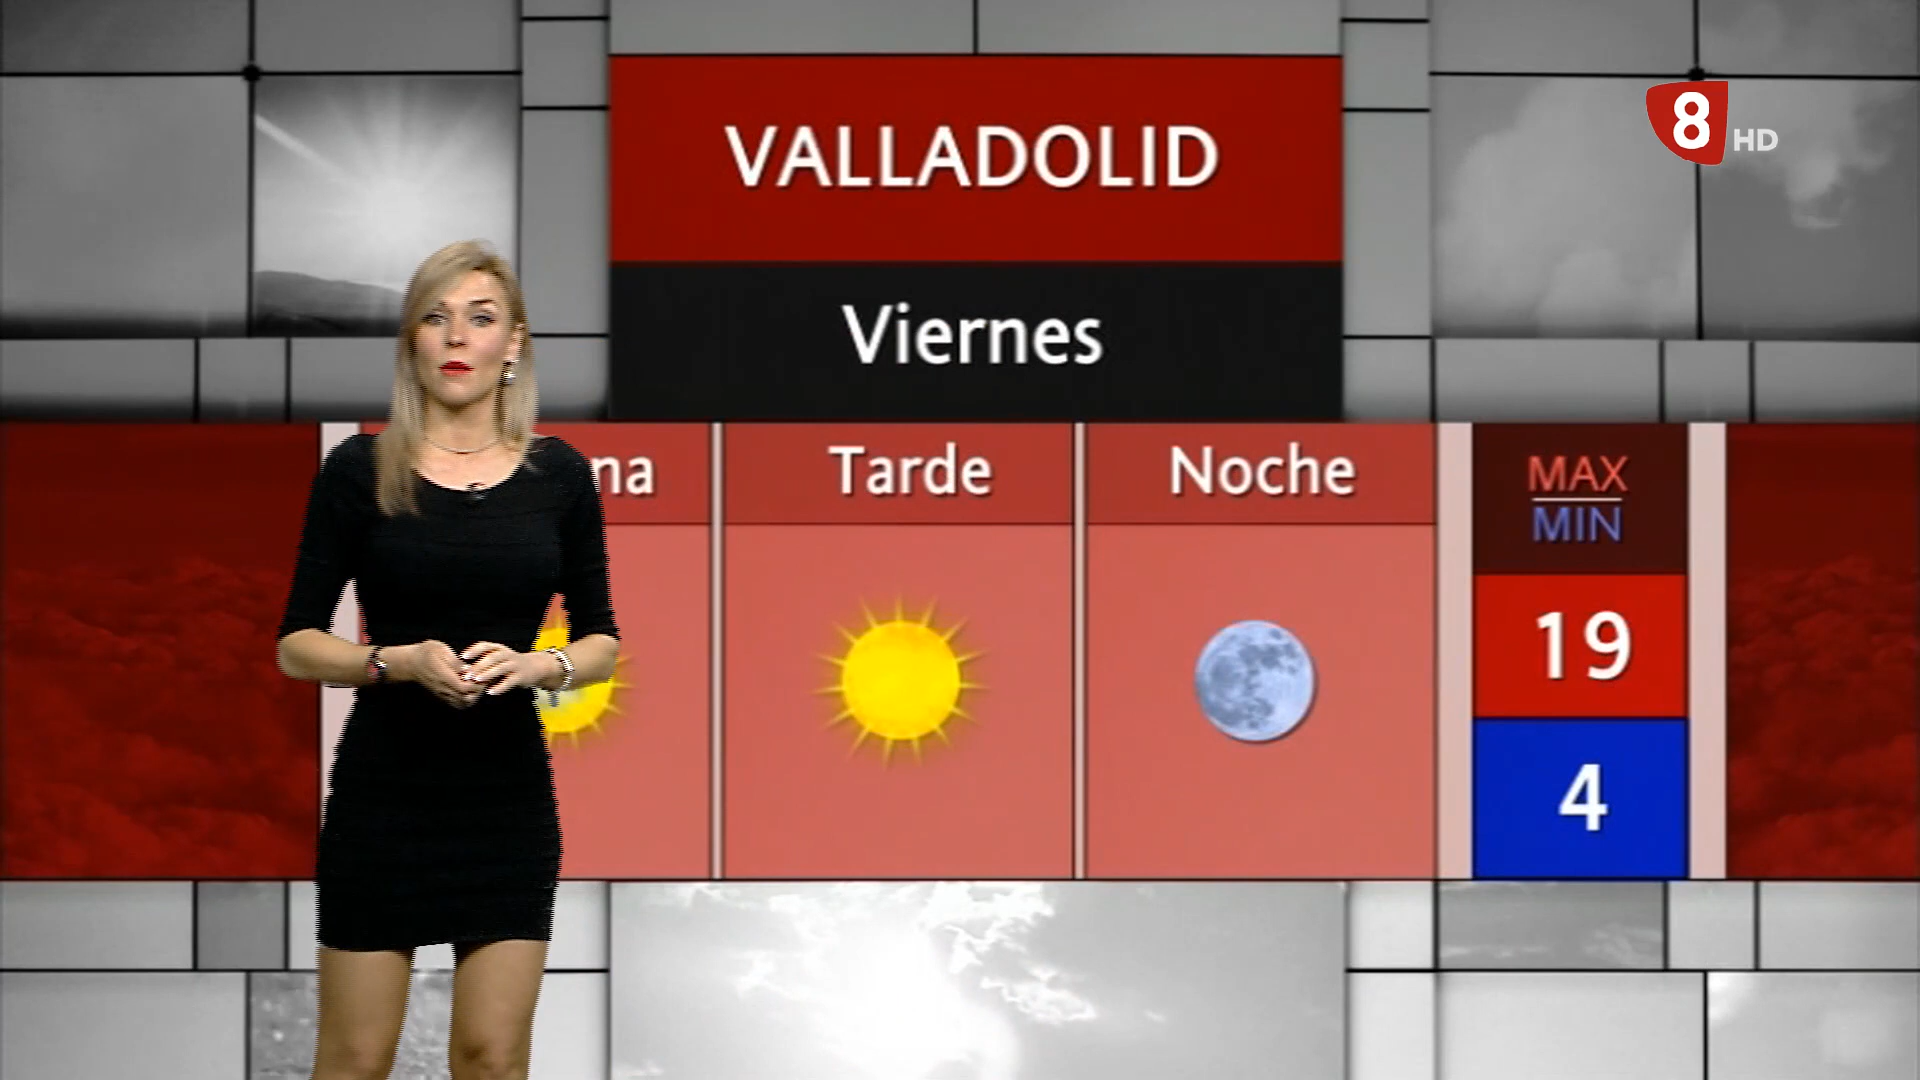 VALLADOLID
8 HD
Viernes
na Tarde Noche
MAX
MIN
19
4